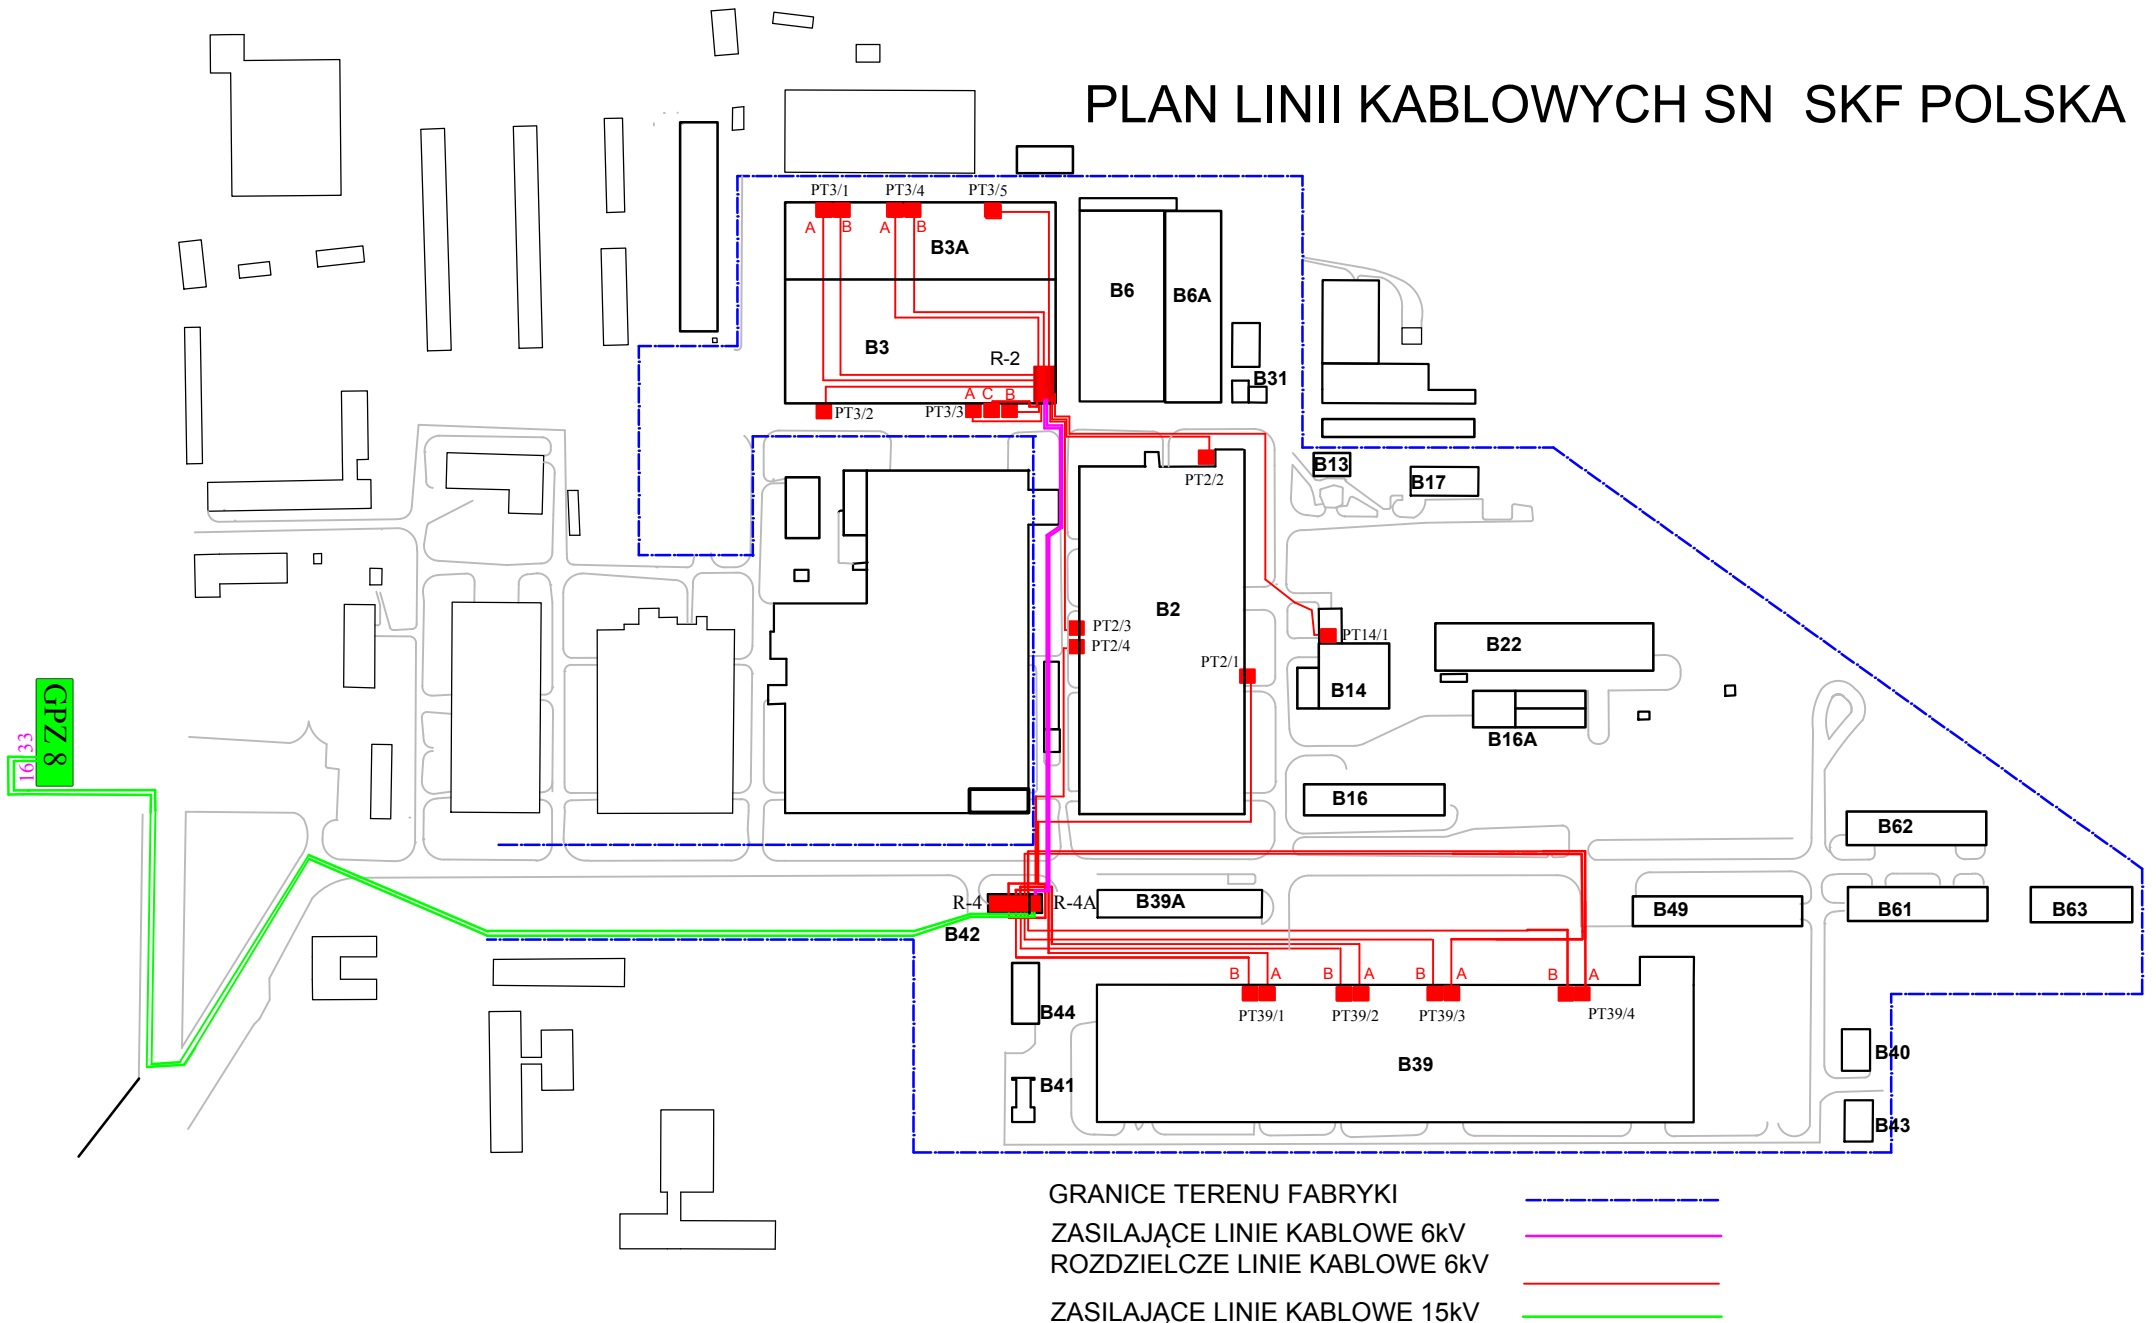 PLAN LINII KABLOWYCH SN SKF POLSKA
PT3/1
PT3/4
PT3/5
A
B
A
B
B3A
B6
B6A
B3
R-2
B31
A
C
B
PT3/2
PT3/3
B13
B17
PT2/2
B2
PT2/3
PT2/4
PT14/1
PT2/1
B22
B14
B16A
GPZ 8
33
16
B16
B62
R-4
R-4A
B39A
B42
B49
B61
B63
B
A
B
A
B
A
B
A
PT39/1
PT39/2
PT39/3
PT39/4
B44
B39
B40
B41
B43
GRANICE TERENU FABRYKI
ZASILAJĄCE LINIE KABLOWE 6kV
ROZDZIELCZE LINIE KABLOWE 6kV
ZASILAJĄCE LINIE KABLOWE 15kV